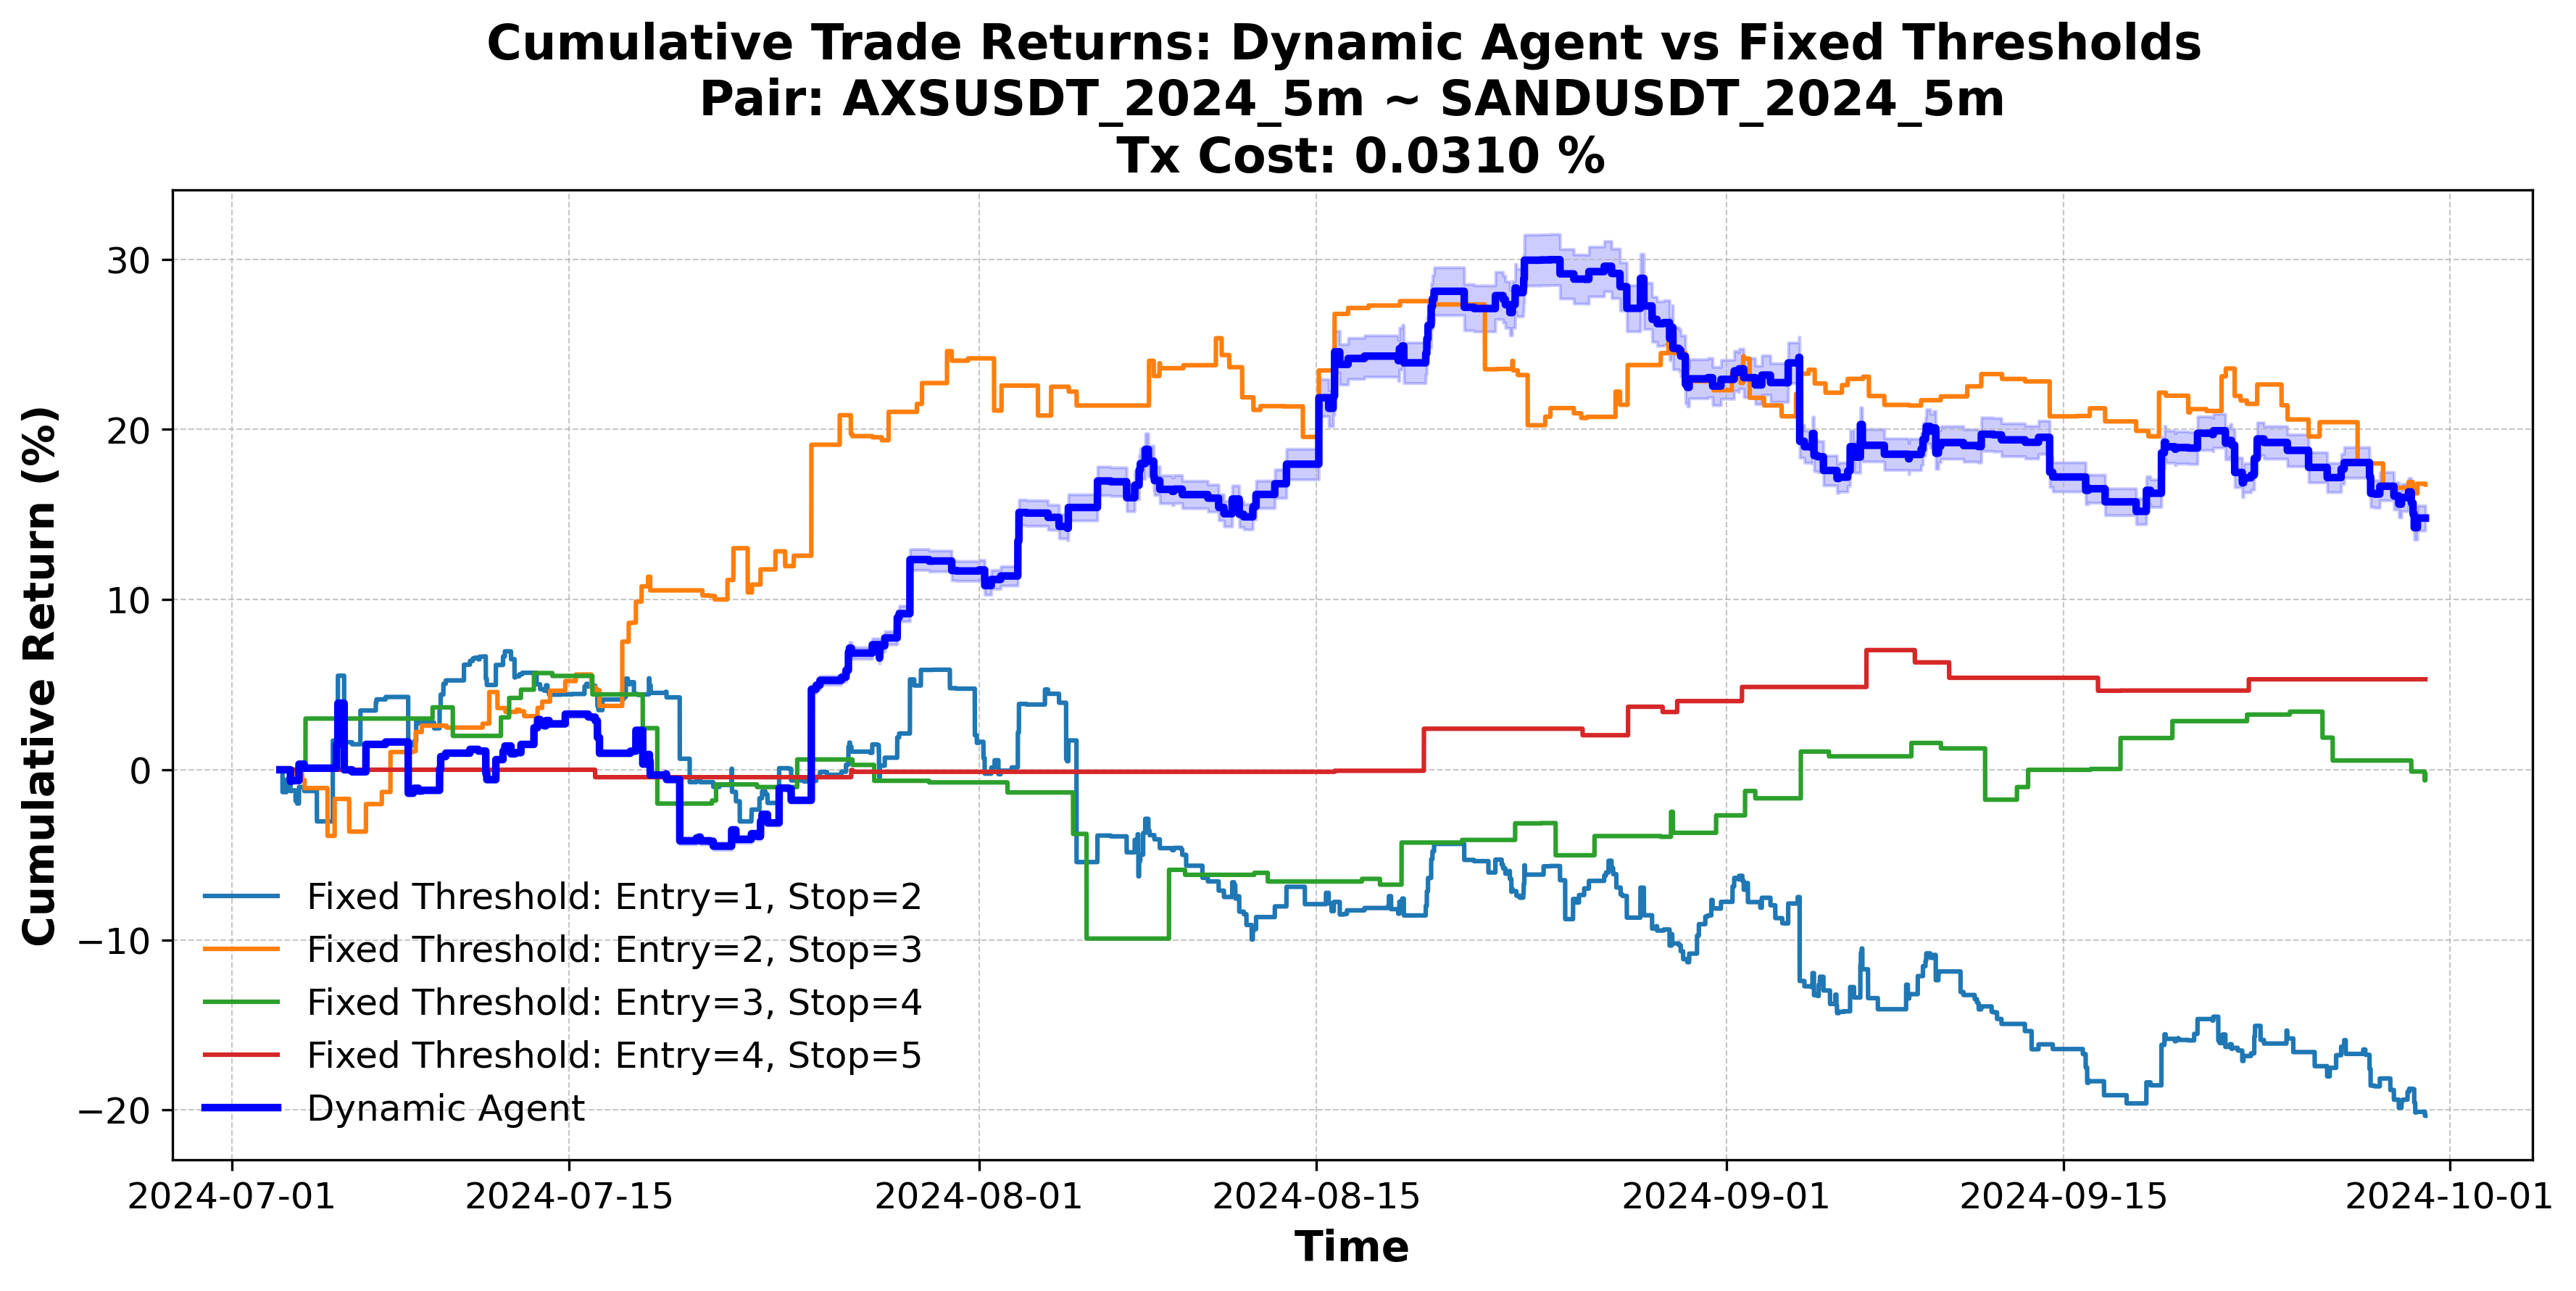 Cumulative Trade Returns: Dynamic Agent vs Fixed Thresholds
Pair: AXSUSDT_2024_5m ~ SANDUSDT_2024_5m
Tx Cost: 0.0310 %
Cumulative Return (%)
30
20
10
0
−10
−20
Fixed Threshold: Entry=1, Stop=2
Fixed Threshold: Entry=2, Stop=3
Fixed Threshold: Entry=3, Stop=4
Fixed Threshold: Entry=4, Stop=5
Dynamic Agent
2024-07-01 2024-07-15 2024-08-01 2024-08-15 2024-09-01 2024-09-15 2024-10-01
Time